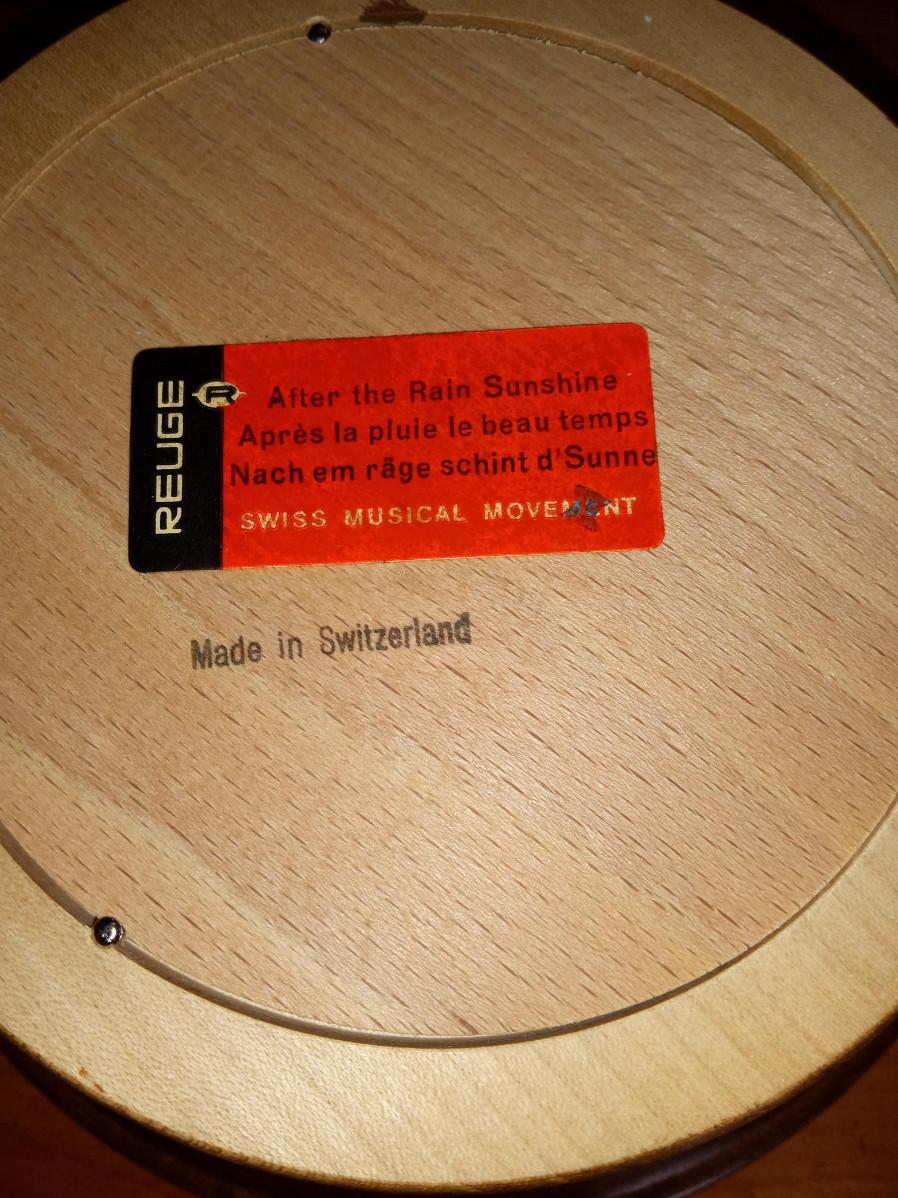 REUGE
R
After the Rain Sunshine
Après la pluie le beau temps
Nach em räge schint d'Sunne
SWISS MUSICAL MOVEMENT
Made in Switzerland